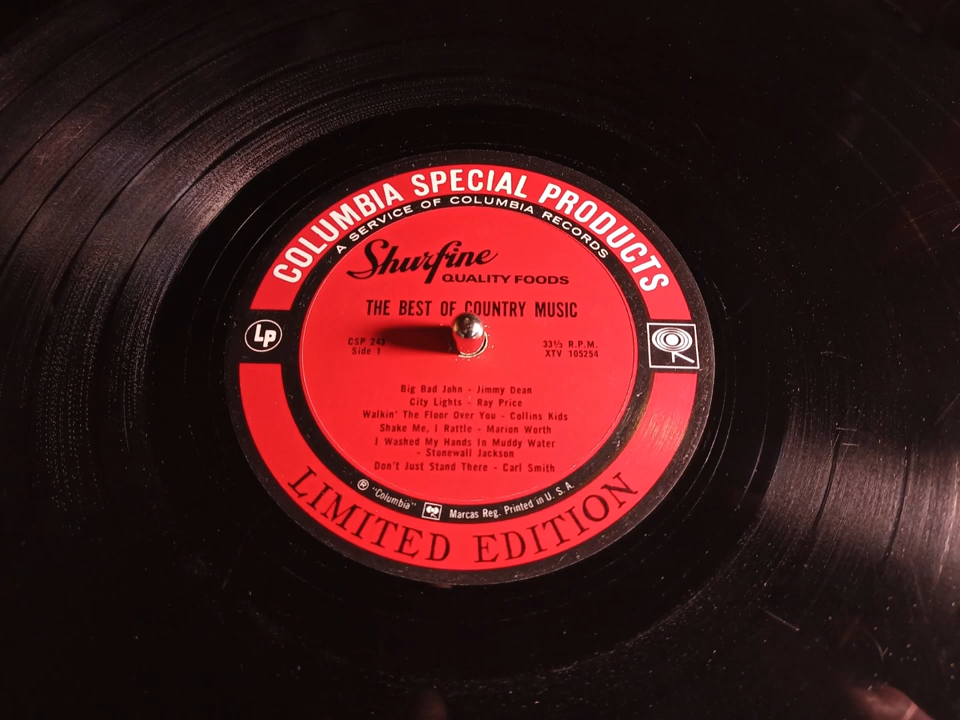 COLUMBIA SPECIAL PRODUCTS
A SERVICE OF COLUMBIA RECORDS
Shurfine
QUALITY FOODS
THE BEST OF COUNTRY MUSIC
Lp
CSP 243
Side 1
33⅓ R.P.M.
XTV 105254
Big Bad John - Jimmy Dean
City Lights - Ray Price
Walkin' The Floor Over You - Collins Kids
Shake Me, I Rattle - Marion Worth
I Washed My Hands In Muddy Water
- Stonewall Jackson
Don't Just Stand There - Carl Smith
® "Columbia" Marcas Reg. Printed in U. S. A.
LIMITED EDITION